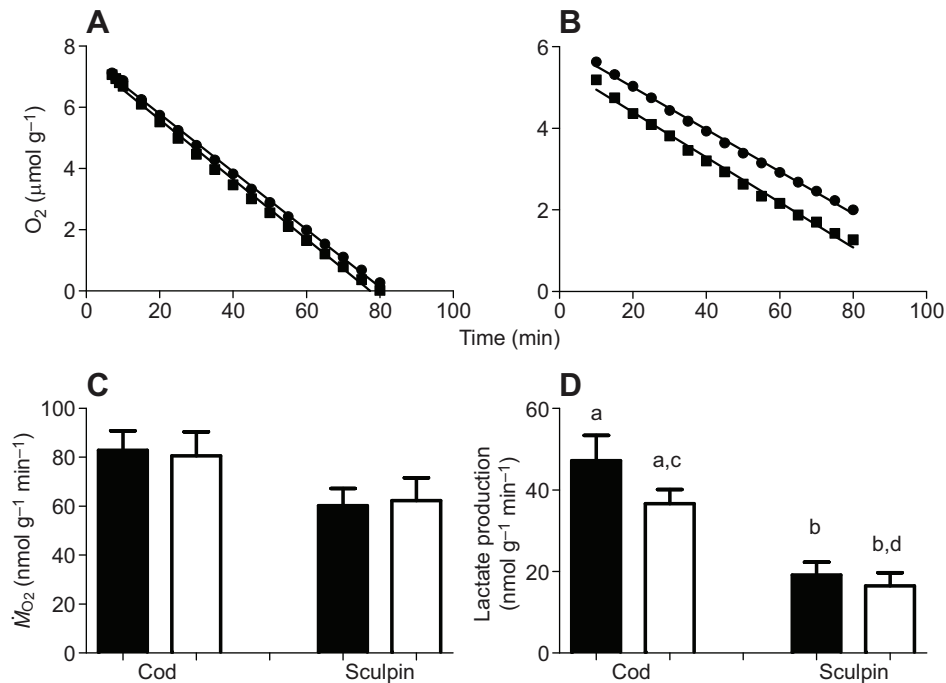 A
B
8
6
4
2
0
O₂ (μmol g⁻¹)
0 20 40 60 80 100
6
4
2
0
0 20 40 60 80 100
Time (min)
C
D
100
80
60
40
20
0
ṀO₂ (nmol g⁻¹ min⁻¹)
Cod Sculpin
60
40
20
0
Lactate production
(nmol g⁻¹ min⁻¹)
a
a,c
b
b,d
Cod Sculpin